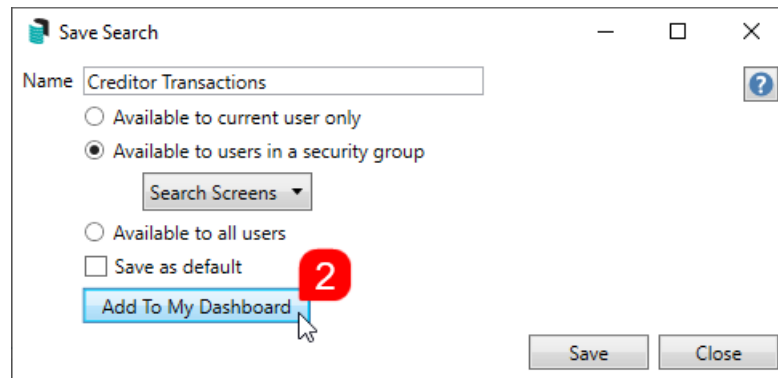 Save Search
Name Creditor Transactions
?
Available to current user only
Available to users in a security group
Search Screens
Available to all users
Save as default
2
Add To My Dashboard
Save Close